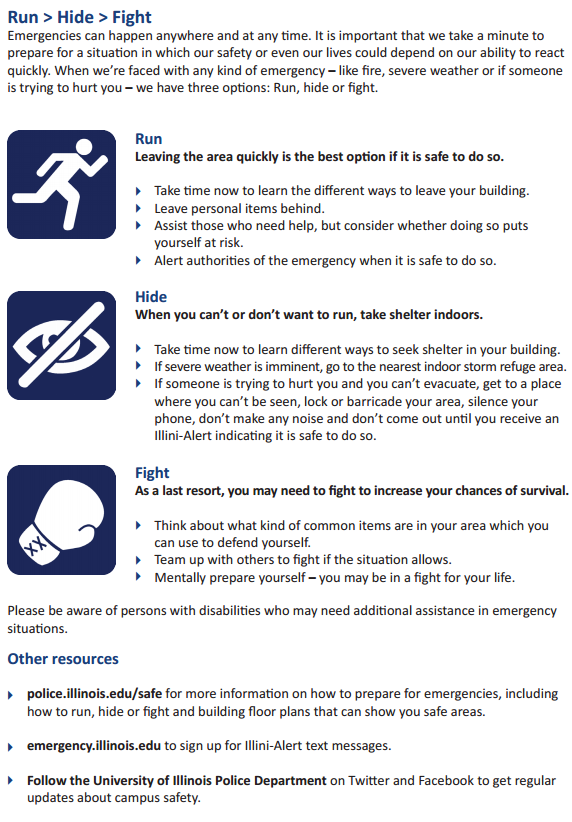 Run > Hide > Fight
Emergencies can happen anywhere and at any time. It is important that we take a minute to
prepare for a situation in which our safety or even our lives could depend on our ability to react
quickly. When we're faced with any kind of emergency – like fire, severe weather or if someone
is trying to hurt you – we have three options: Run, hide or fight.
Run
Leaving the area quickly is the best option if it is safe to do so.
Take time now to learn the different ways to leave your building.
Leave personal items behind.
Assist those who need help, but consider whether doing so puts
yourself at risk.
Alert authorities of the emergency when it is safe to do so.
Hide
When you can't or don't want to run, take shelter indoors.
Take time now to learn different ways to seek shelter in your building.
If severe weather is imminent, go to the nearest indoor storm refuge area.
If someone is trying to hurt you and you can't evacuate, get to a place
where you can't be seen, lock or barricade your area, silence your
phone, don't make any noise and don't come out until you receive an
Illini-Alert indicating it is safe to do so.
XX
Fight
As a last resort, you may need to fight to increase your chances of survival.
Think about what kind of common items are in your area which you
can use to defend yourself.
Team up with others to fight if the situation allows.
Mentally prepare yourself – you may be in a fight for your life.
Please be aware of persons with disabilities who may need additional assistance in emergency
situations.
Other resources
police.illinois.edu/safe for more information on how to prepare for emergencies, including
how to run, hide or fight and building floor plans that can show you safe areas.
emergency.illinois.edu to sign up for Illini-Alert text messages.
Follow the University of Illinois Police Department on Twitter and Facebook to get regular
updates about campus safety.